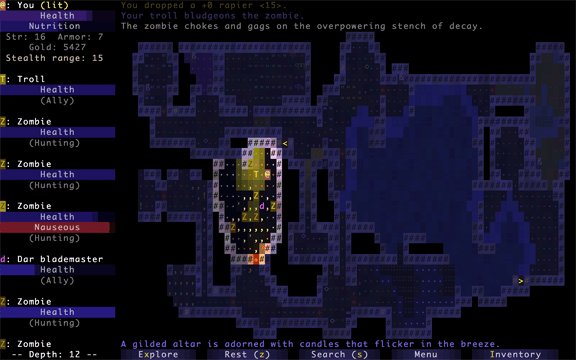 @: You (lit)
Health
Nutrition
Str: 16 Armor: 7
Gold: 5427
Stealth range: 15
T: Troll
Health
(Ally)
Z: Zombie
Health
(Hunting)
Z: Zombie
Health
(Hunting)
Z: Zombie
Health
Nauseous
(Hunting)
d: Dar blademaster
Health
(Ally)
Z: Zombie
Health
(Hunting)
Z: Zombie
-- Depth: 12 --
You dropped a +0 rapier <15>.
Your troll bludgeons the zombie.
The zombie chokes and gags on the overpowering stench of decay.
A gilded altar is adorned with candles that flicker in the breeze.
Explore Rest (z) Search (s) Menu Inventory